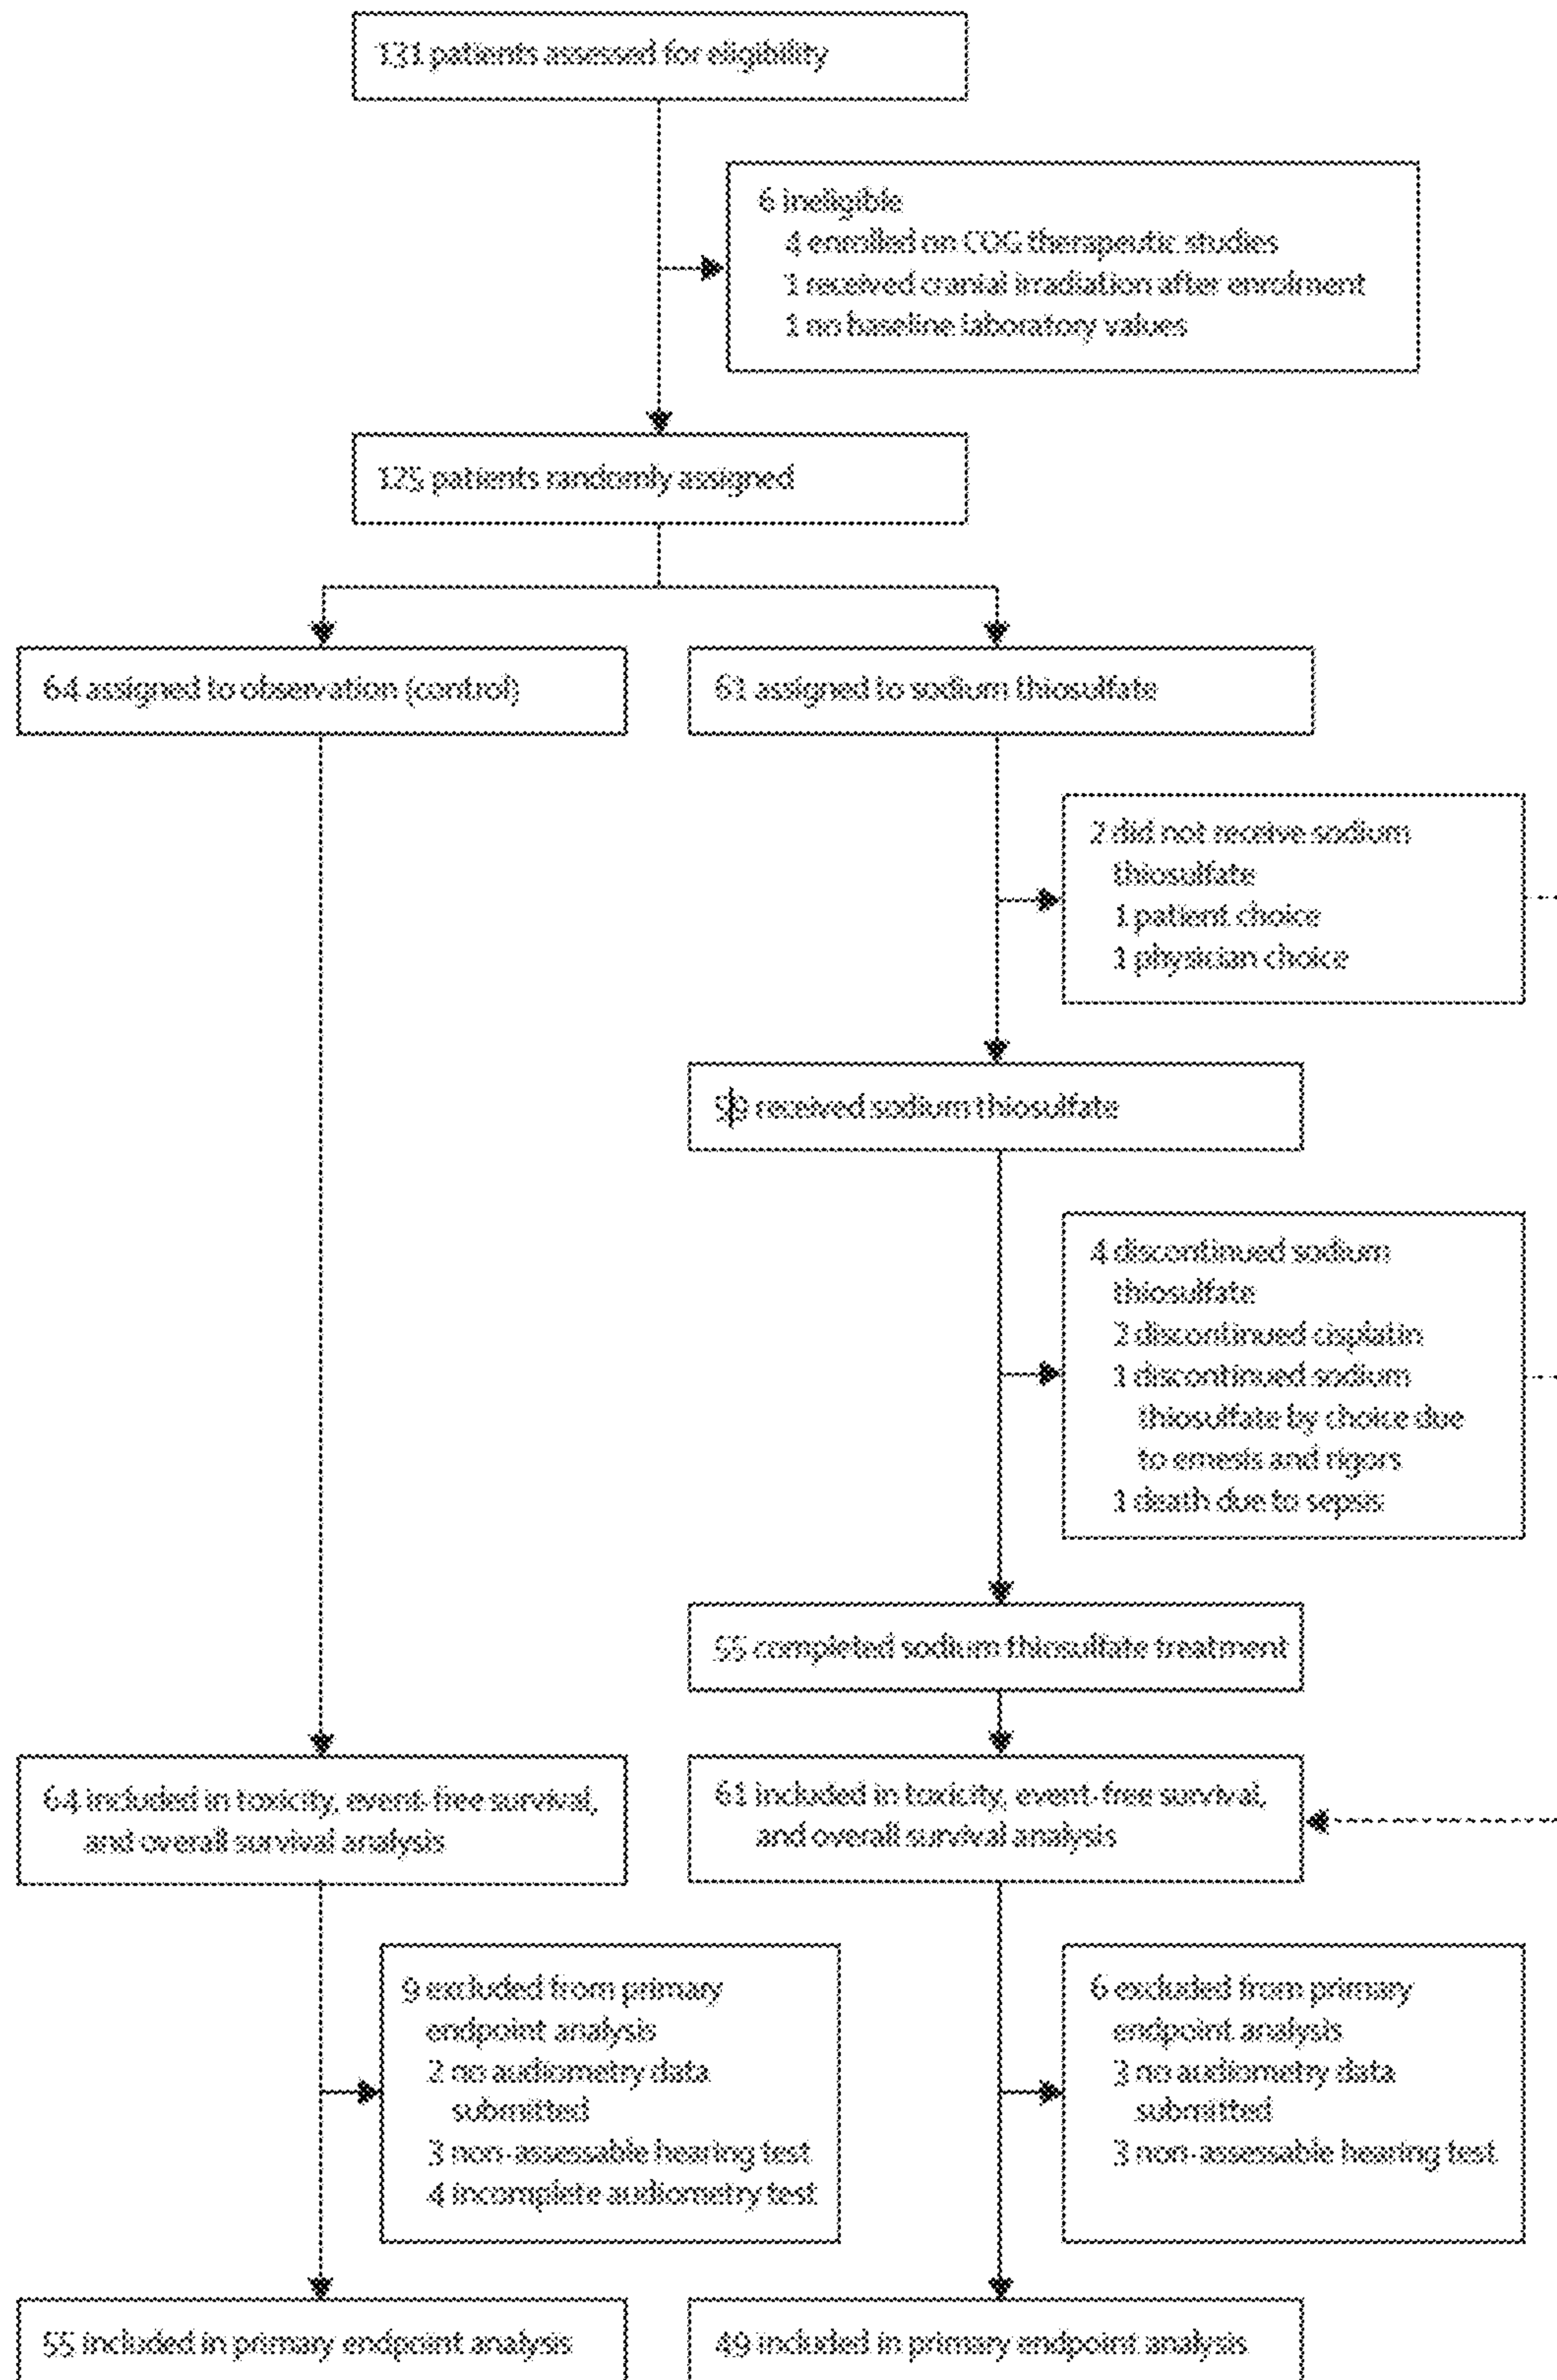 131 patients assessed for eligibility
6 ineligible
4 enrolled on COG therapeutic studies
1 received cranial irradiation after enrolment
1 no baseline laboratory values
125 patients randomly assigned
64 assigned to observation (control)
61 assigned to sodium thiosulfate
2 did not receive sodium
thiosulfate
1 patient choice
1 physician choice
59 received sodium thiosulfate
4 discontinued sodium
thiosulfate
2 discontinued cisplatin
1 discontinued sodium
thiosulfate by choice due
to emesis and rigors
1 death due to sepsis
55 completed sodium thiosulfate treatment
64 included in toxicity, event-free survival,
and overall survival analysis
61 included in toxicity, event-free survival,
and overall survival analysis
9 excluded from primary
endpoint analysis
2 no audiometry data
submitted
3 non-assessable hearing test
4 incomplete audiometry test
6 excluded from primary
endpoint analysis
3 no audiometry data
submitted
3 non-assessable hearing test
55 included in primary endpoint analysis
49 included in primary endpoint analysis